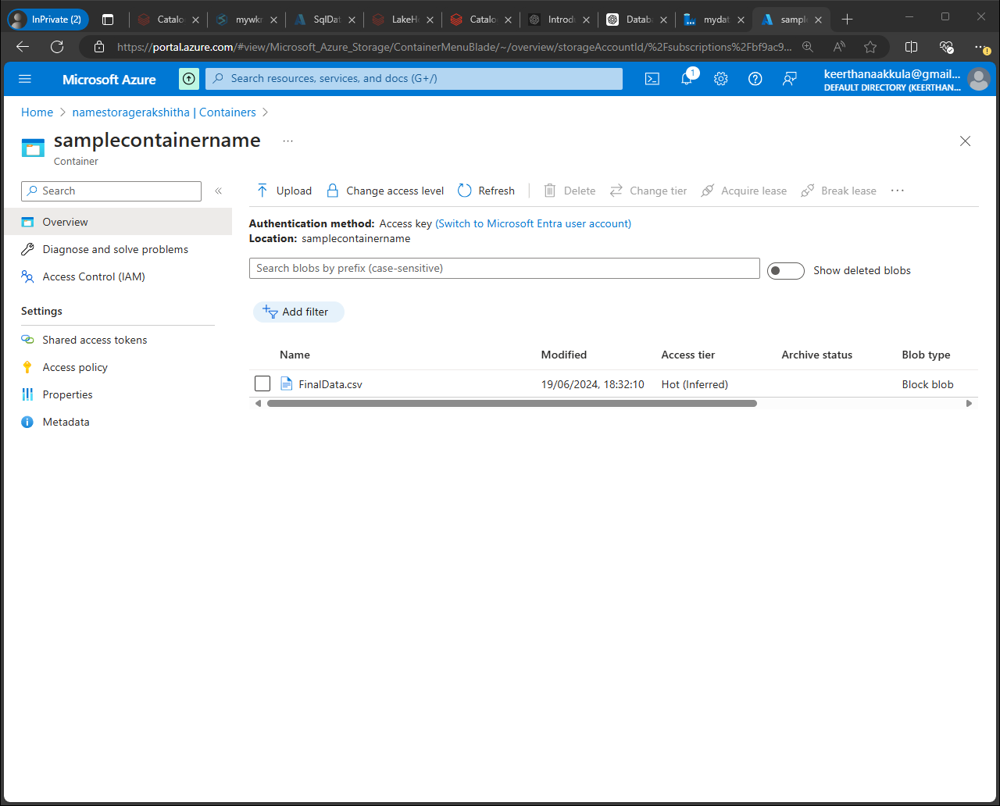 InPrivate (2)
Catalo
mywk
SqlDat
LakeHo
Catalo
Introdu
Datab
mydat
sampl
https://portal.azure.com/#view/Microsoft_Azure_Storage/ContainerMenuBlade/~/overview/storageAccountId/%2Fsubscriptions%2Fbf9ac9...
Microsoft Azure
Search resources, services, and docs (G+/)
1
keerthanaakkula@gmail...
DEFAULT DIRECTORY (KEERTHAN...
Home > namestoragerakshitha | Containers >
samplecontainername ...
Container
Search
«
Upload
Change access level
Refresh
Delete
Change tier
Acquire lease
Break lease
...
Overview
Diagnose and solve problems
Access Control (IAM)
Settings
Shared access tokens
Access policy
Properties
Metadata
Authentication method: Access key (Switch to Microsoft Entra user account)
Location: samplecontainername
Search blobs by prefix (case-sensitive)
Show deleted blobs
Add filter
Name Modified Access tier Archive status Blob type
FinalData.csv 19/06/2024, 18:32:10 Hot (Inferred) Block blob